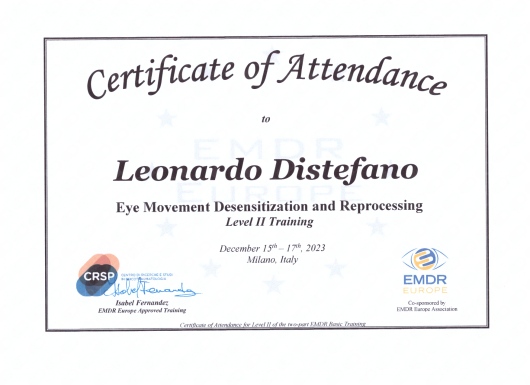 Certificate of Attendance
to
Leonardo Distefano
Eye Movement Desensitization and Reprocessing
Level II Training
December 15th – 17th, 2023
Milano, Italy
CRSP
Isabel Fernandez
EMDR Europe Approved Training
EMDR
EUROPE
Co-sponsored by
EMDR Europe Association
Certificate of Attendance for Level II of the two-part EMDR Basic Training
EMDR
EUROPE